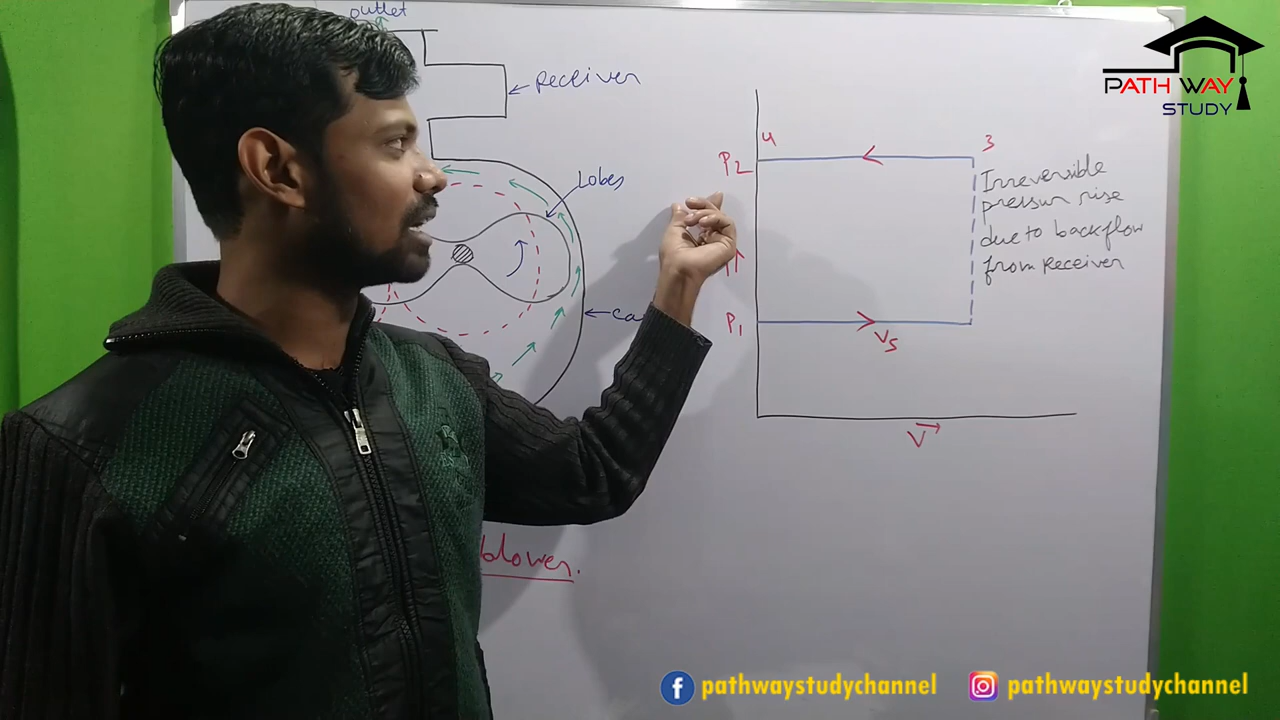 outlet
receiver
Lobes
blower.
P2
4
3
P
P1
Vs
V
Irreversible
pressure rise
due to backflow
from receiver
PATH WAY
STUDY
pathwaystudychannel
pathwaystudychannel